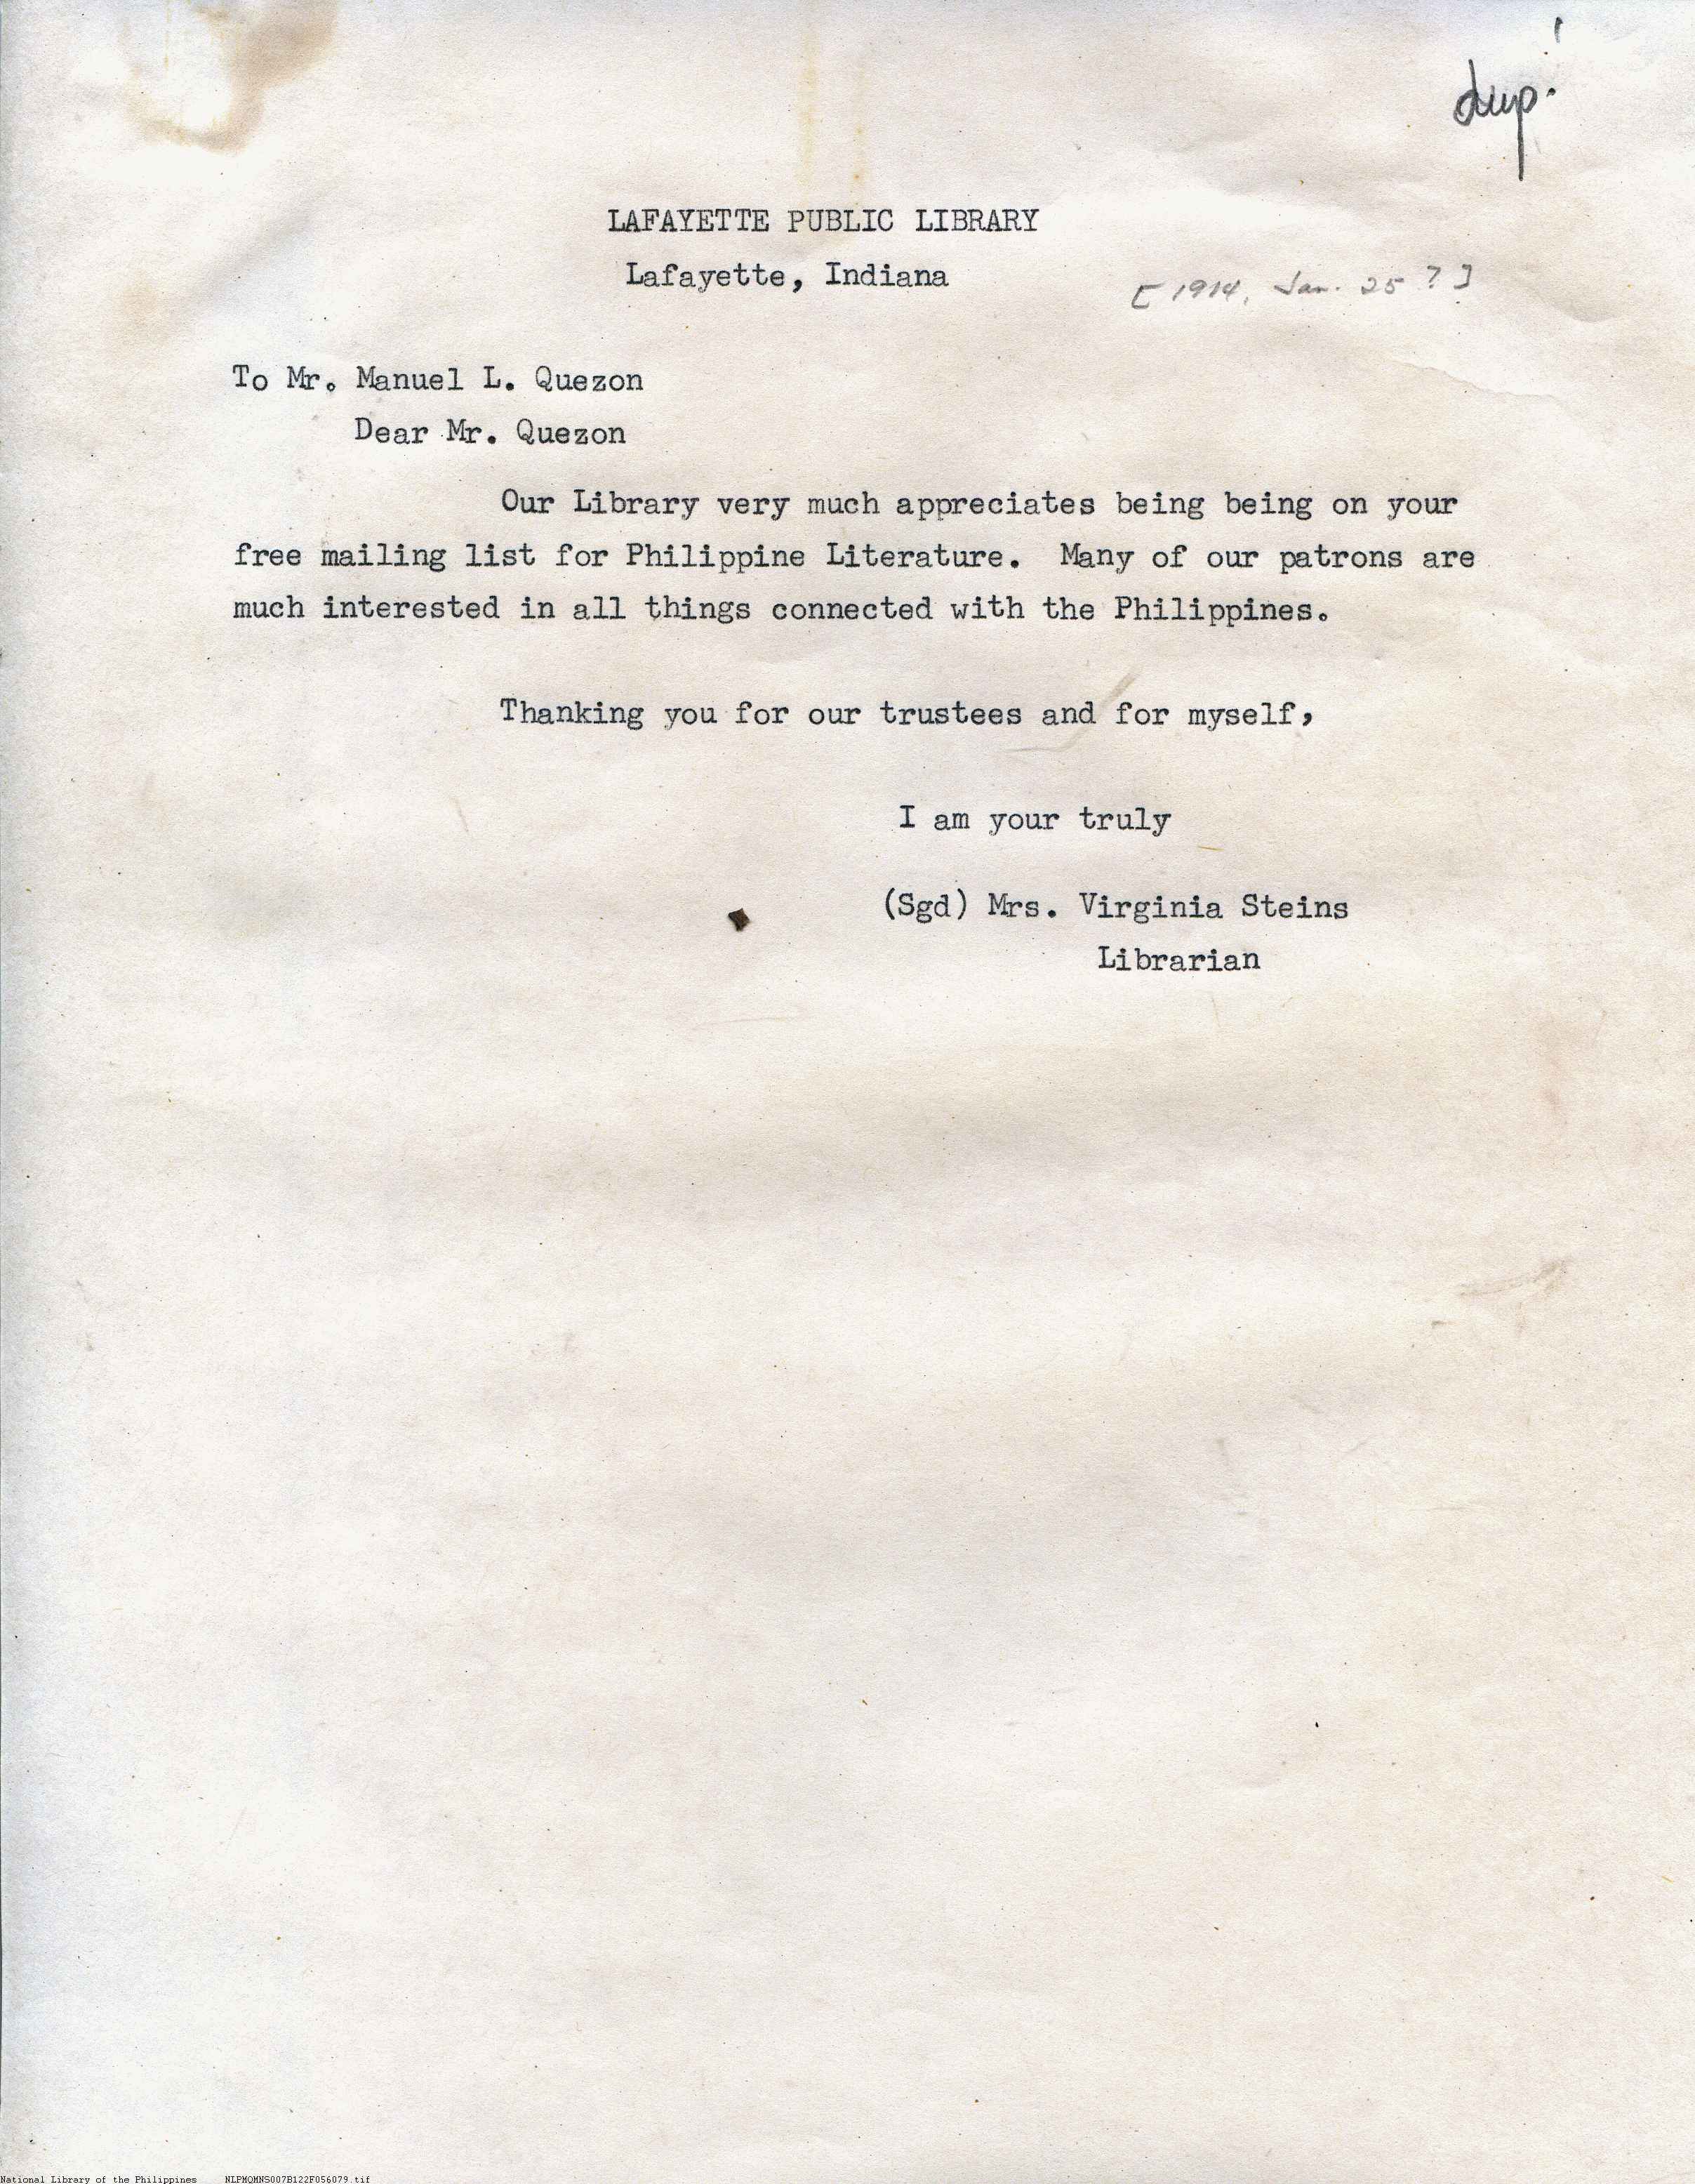 dup.
LAFAYETTE PUBLIC LIBRARY
Lafayette, Indiana
[1914, Jan. 25?]
To Mr. Manuel L. Quezon
Dear Mr. Quezon
Our Library very much appreciates being being on your
free mailing list for Philippine Literature. Many of our patrons are
much interested in all things connected with the Philippines.
Thanking you for our trustees and for myself,
I am your truly
(Sgd) Mrs. Virginia Steins
Librarian
National Library of the Philippines NLPMQMNS007B122F056079.tif